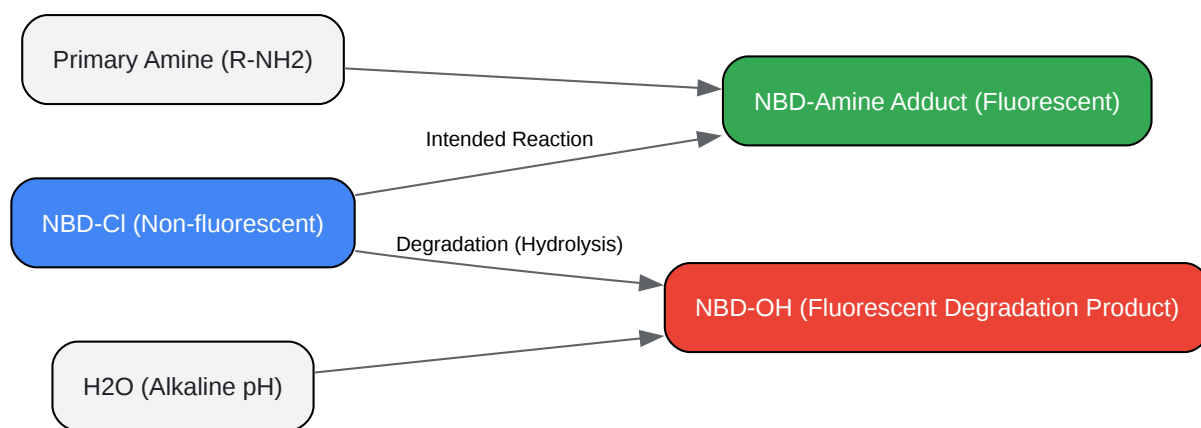 Primary Amine (R-NH2)
NBD-Amine Adduct (Fluorescent)
Intended Reaction
NBD-Cl (Non-fluorescent)
Degradation (Hydrolysis)
NBD-OH (Fluorescent Degradation Product)
H2O (Alkaline pH)